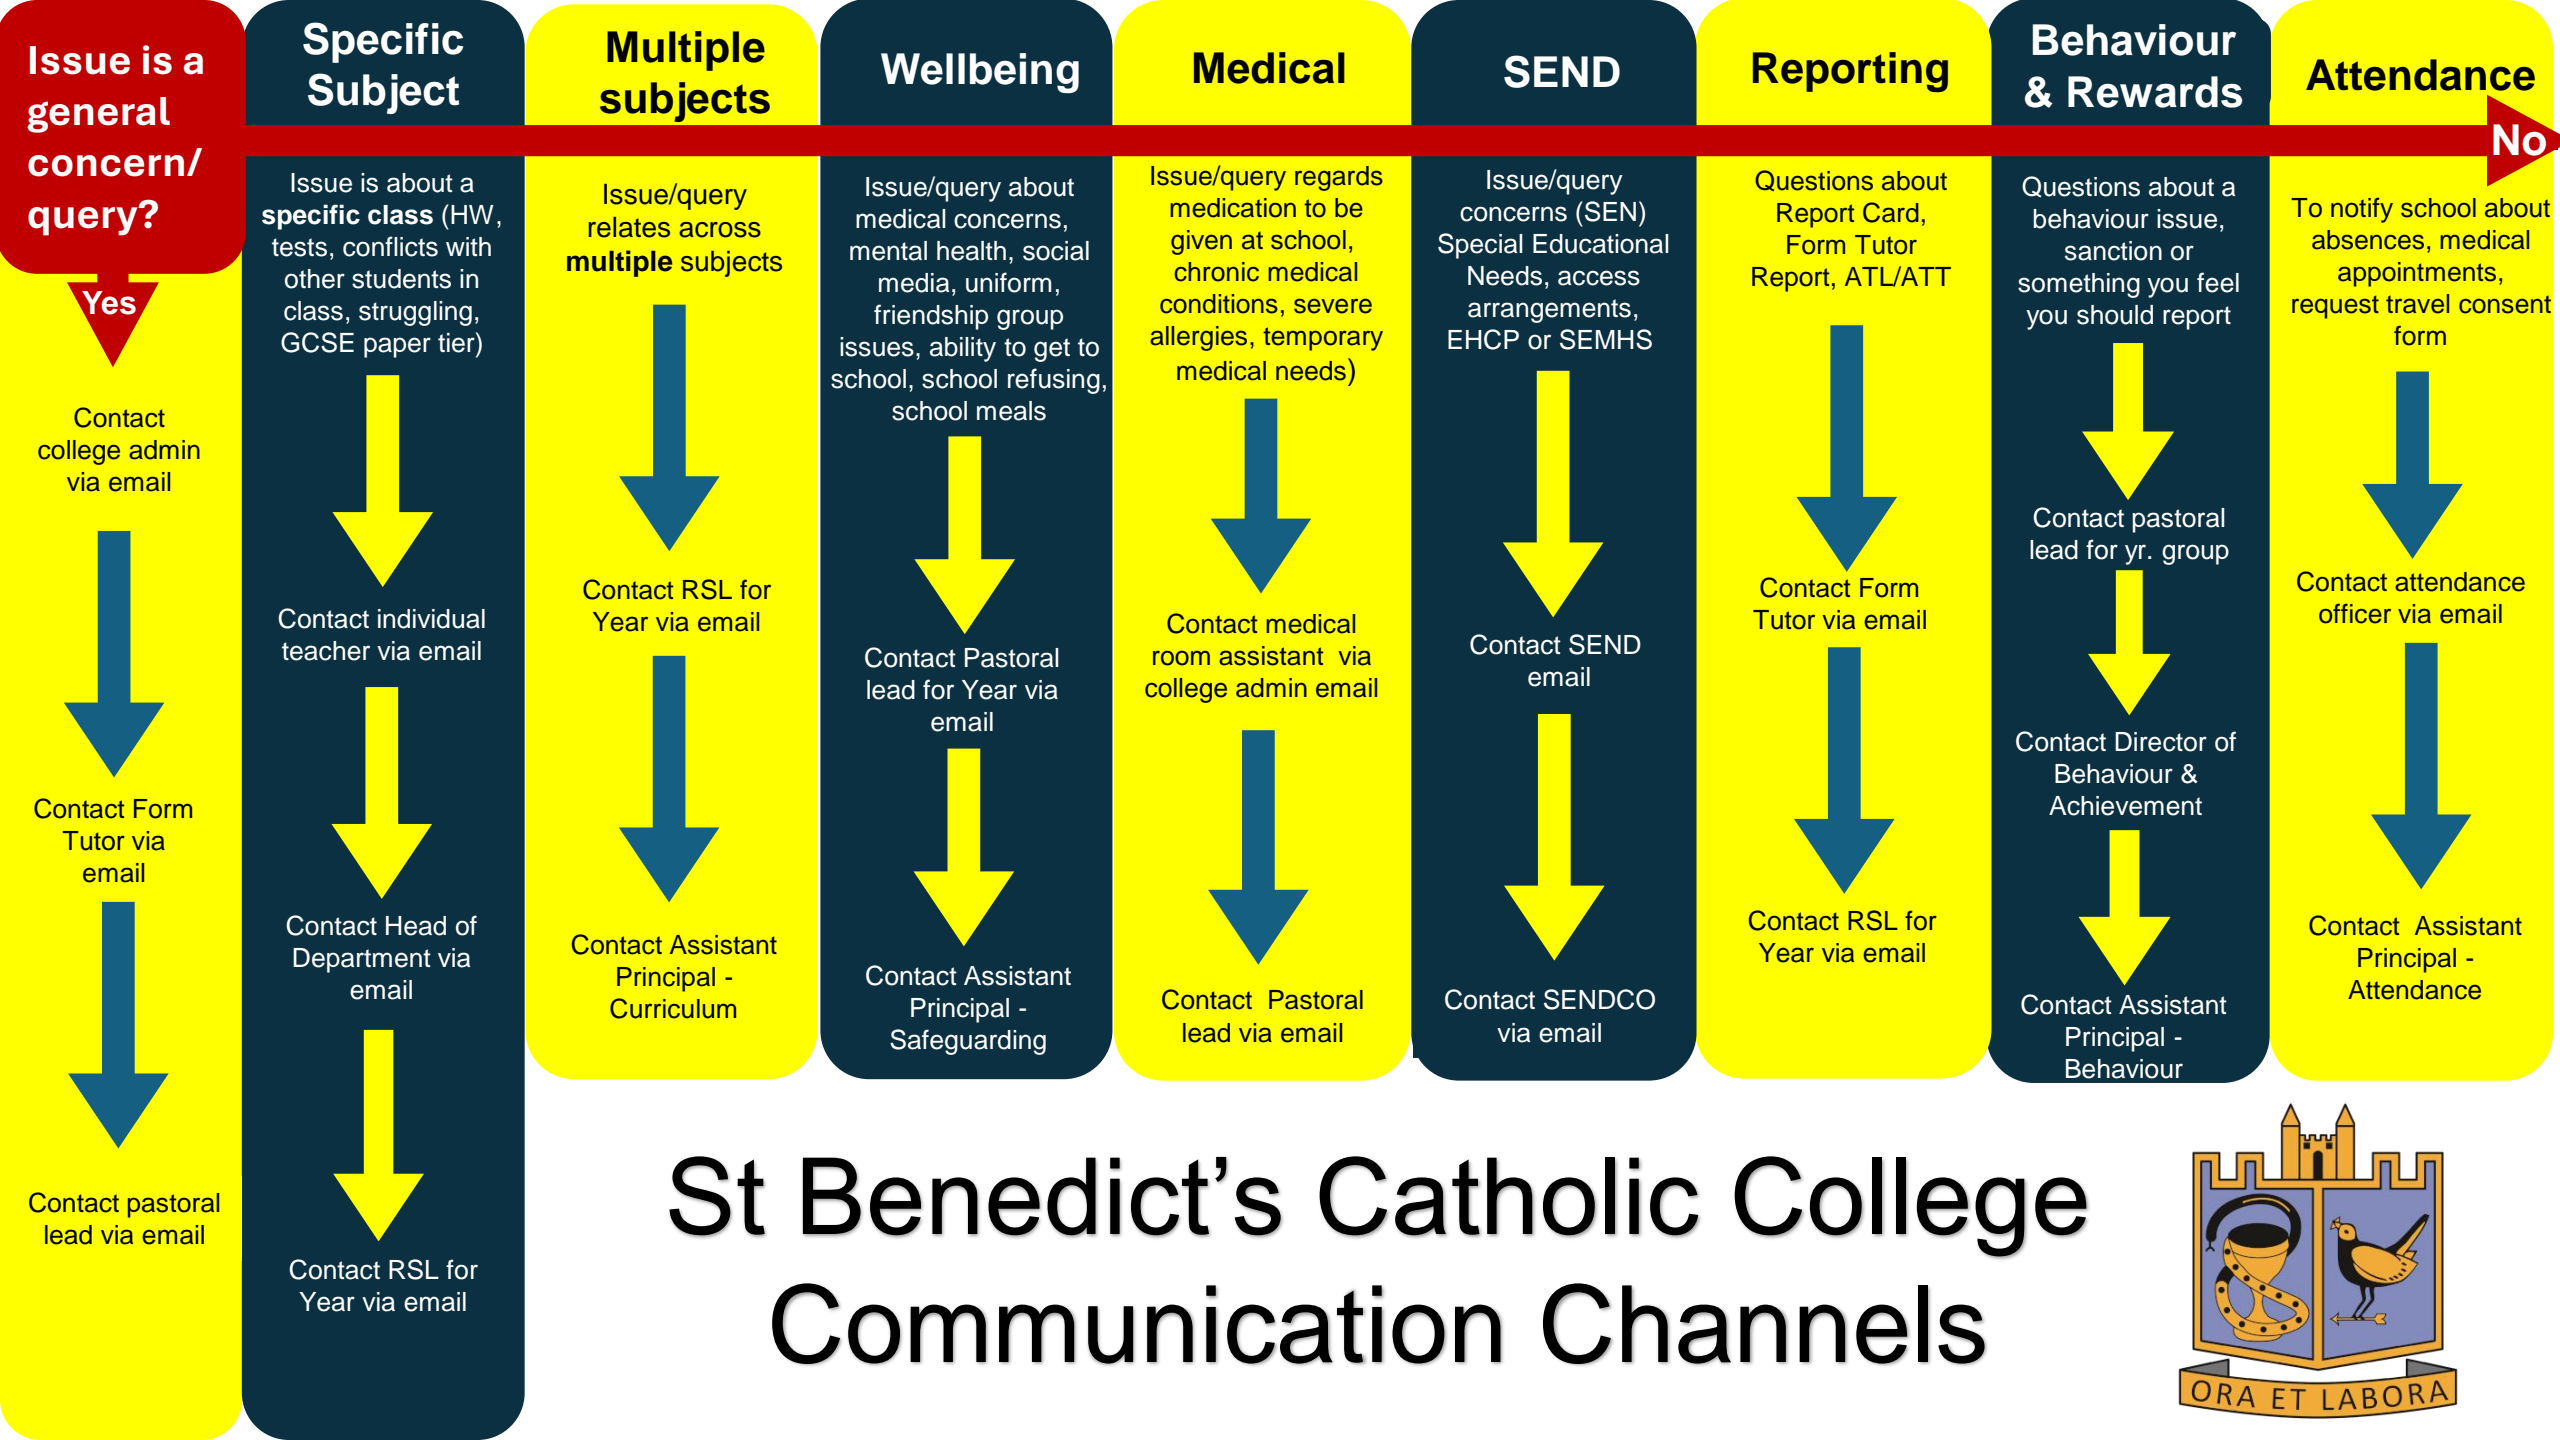 Issue is a
general
concern/
query?
Yes
Contact
college admin
via email
Contact Form
Tutor via
email
Contact pastoral
lead via email
Specific
Subject
Issue is about a
specific class (HW,
tests, conflicts with
other students in
class, struggling,
GCSE paper tier)
Contact individual
teacher via email
Contact Head of
Department via
email
Contact RSL for
Year via email
Multiple
subjects
Issue/query
relates across
multiple subjects
Contact RSL for
Year via email
Contact Assistant
Principal -
Curriculum
Wellbeing
Issue/query about
medical concerns,
mental health, social
media, uniform,
friendship group
issues, ability to get to
school, school refusing,
school meals
Contact Pastoral
lead for Year via
email
Contact Assistant
Principal -
Safeguarding
Medical
Issue/query regards
medication to be
given at school,
chronic medical
conditions, severe
allergies, temporary
medical needs)
Contact medical
room assistant via
college admin email
Contact Pastoral
lead via email
SEND
Issue/query
concerns (SEN)
Special Educational
Needs, access
arrangements,
EHCP or SEMHS
Contact SEND
email
Contact SENDCO
via email
Reporting
Questions about
Report Card,
Form Tutor
Report, ATL/ATT
Contact Form
Tutor via email
Contact RSL for
Year via email
Behaviour
& Rewards
Questions about a
behaviour issue,
sanction or
something you feel
you should report
Contact pastoral
lead for yr. group
Contact Director of
Behaviour &
Achievement
Contact Assistant
Principal -
Behaviour
Attendance
No
To notify school about
absences, medical
appointments,
request travel consent
form
Contact attendance
officer via email
Contact Assistant
Principal -
Attendance
St Benedict’s Catholic College
Communication Channels
ORA ET LABORA